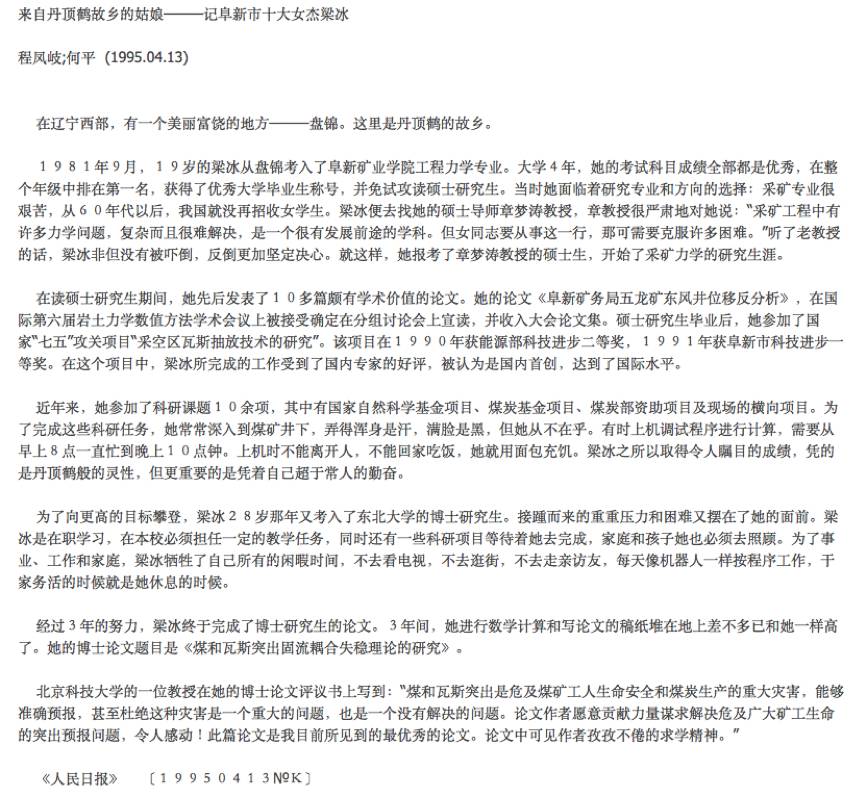 来自丹顶鹤故乡的姑娘———记阜新市十大女杰梁冰
程凤岐;何平 (1995.04.13)
在辽宁西部，有一个美丽富饶的地方———盘锦。这里是丹顶鹤的故乡。
１９８１年９月，１９岁的梁冰从盘锦考入了阜新矿业学院工程力学专业。大学４年，她的考试科目成绩全部都是优秀，在整
个年级中排在第一名，获得了优秀大学毕业生称号，并免试攻读硕士研究生。当时她面临着研究专业和方向的选择：采矿专业很
艰苦，从６０年代以后，我国就没再招收女学生。梁冰便去找她的硕士导师章梦涛教授，章教授很严肃地对她说：“采矿工程中有
许多力学问题，复杂而且很难解决，是一个很有发展前途的学科。但女同志要从事这一行，那可需要克服许多困难。”听了老教授
的话，梁冰非但没有被吓倒，反倒更加坚定决心。就这样，她报考了章梦涛教授的硕士生，开始了采矿力学的研究生涯。
在读硕士研究生期间，她先后发表了１０多篇颇有学术价值的论文。她的论文《阜新矿务局五龙矿东风井位移反分析》，在国
际第六届岩土力学数值方法学术会议上被接受确定在分组讨论会上宣读，并收入大会论文集。硕士研究生毕业后，她参加了国
家“七五”攻关项目“采空区瓦斯抽放技术的研究”。该项目在１９９０年获能源部科技进步二等奖，１９９１年获阜新市科技进步一
等奖。在这个项目中，梁冰所完成的工作受到了国内专家的好评，被认为是国内首创，达到了国际水平。
近年来，她参加了科研课题１０余项，其中有国家自然科学基金项目、煤炭基金项目、煤炭部资助项目及现场的横向项目。为
了完成这些科研任务，她常常深入到煤矿井下，弄得浑身是汗，满脸是黑，但她从不在乎。有时上机调试程序进行计算，需要从
早上８点一直忙到晚上１０点钟。上机时不能离开人，不能回家吃饭，她就用面包充饥。梁冰之所以取得令人瞩目的成绩，凭的
是丹顶鹤般的灵性，但更重要的是凭着自己超于常人的勤奋。
为了向更高的目标攀登，梁冰２８岁那年又考入了东北大学的博士研究生。接踵而来的重重压力和困难又摆在了她的面前。梁
冰是在职学习，在本校必须担任一定的教学任务，同时还有一些科研项目等待着她去完成，家庭和孩子她也必须去照顾。为了事
业、工作和家庭，梁冰牺牲了自己所有的闲暇时间，不去看电视，不去逛街，不去走亲访友，每天像机器人一样按程序工作，干
家务活的时候就是她休息的时候。
经过３年的努力，梁冰终于完成了博士研究生的论文。３年间，她进行数学计算和写论文的稿纸堆在地上差不多已和她一样高
了。她的博士论文题目是《煤和瓦斯突出固流耦合失稳理论的研究》。
北京科技大学的一位教授在她的博士论文评议书上写到：“煤和瓦斯突出是危及煤矿工人生命安全和煤炭生产的重大灾害，能够
准确预报，甚至杜绝这种灾害是一个重大的问题，也是一个没有解决的问题。论文作者愿意贡献力量谋求解决危及广大矿工生命
的突出预报问题，令人感动！此篇论文是我目前所见到的最优秀的论文。论文中可见作者孜孜不倦的求学精神。”
《人民日报》 〔１９９５０４１３№Ｋ〕